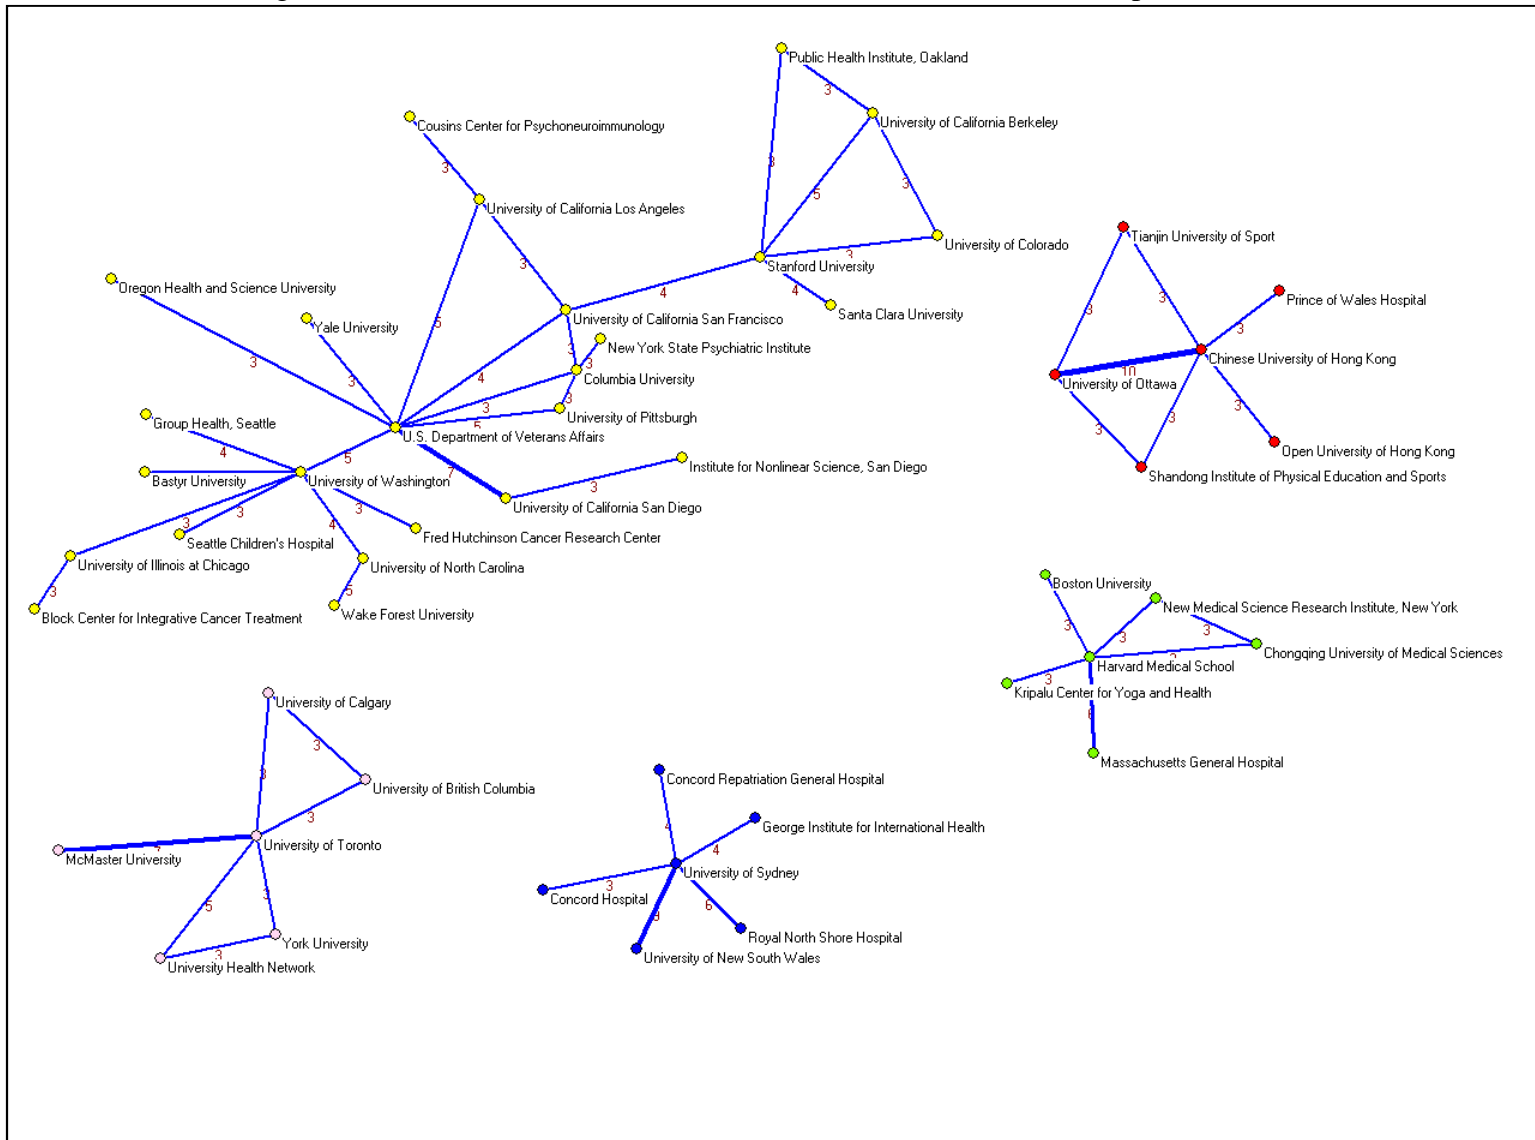 Public Health Institute, Oakland
3
Cousins Center for Psychoneuroimmunology
University of California Berkeley
3
3
3
5
University of California Los Angeles
Tianjin University of Sport
University of Colorado
3
Stanford University
3
Oregon Health and Science University
4
4
3
Prince of Wales Hospital
Santa Clara University
3
University of California San Francisco
Yale University
5
3
3
New York State Psychiatric Institute
3
Chinese University of Hong Kong
3
3
10
4
Columbia University
3
University of Ottawa
3
3
3
University of Pittsburgh
3
Group Health, Seattle
5
3
3
U.S. Department of Veterans Affairs
4
5
Open University of Hong Kong
Institute for Nonlinear Science, San Diego
Bastyr University
University of Washington
7
3
Shandong Institute of Physical Education and Sports
University of California San Diego
3
3
3
4
Seattle Children's Hospital
Fred Hutchinson Cancer Research Center
University of Illinois at Chicago
University of North Carolina
3
5
Block Center for Integrative Cancer Treatment
Wake Forest University
Boston University
New Medical Science Research Institute, New York
3
3
3
Chongqing University of Medical Sciences
Harvard Medical School
3
Kripalu Center for Yoga and Health
6
Massachusetts General Hospital
University of Calgary
3
3
University of British Columbia
3
University of Toronto
7
McMaster University
5
3
York University
3
University Health Network
Concord Repatriation General Hospital
4
George Institute for International Health
4
University of Sydney
3
Concord Hospital
6
9
Royal North Shore Hospital
University of New South Wales